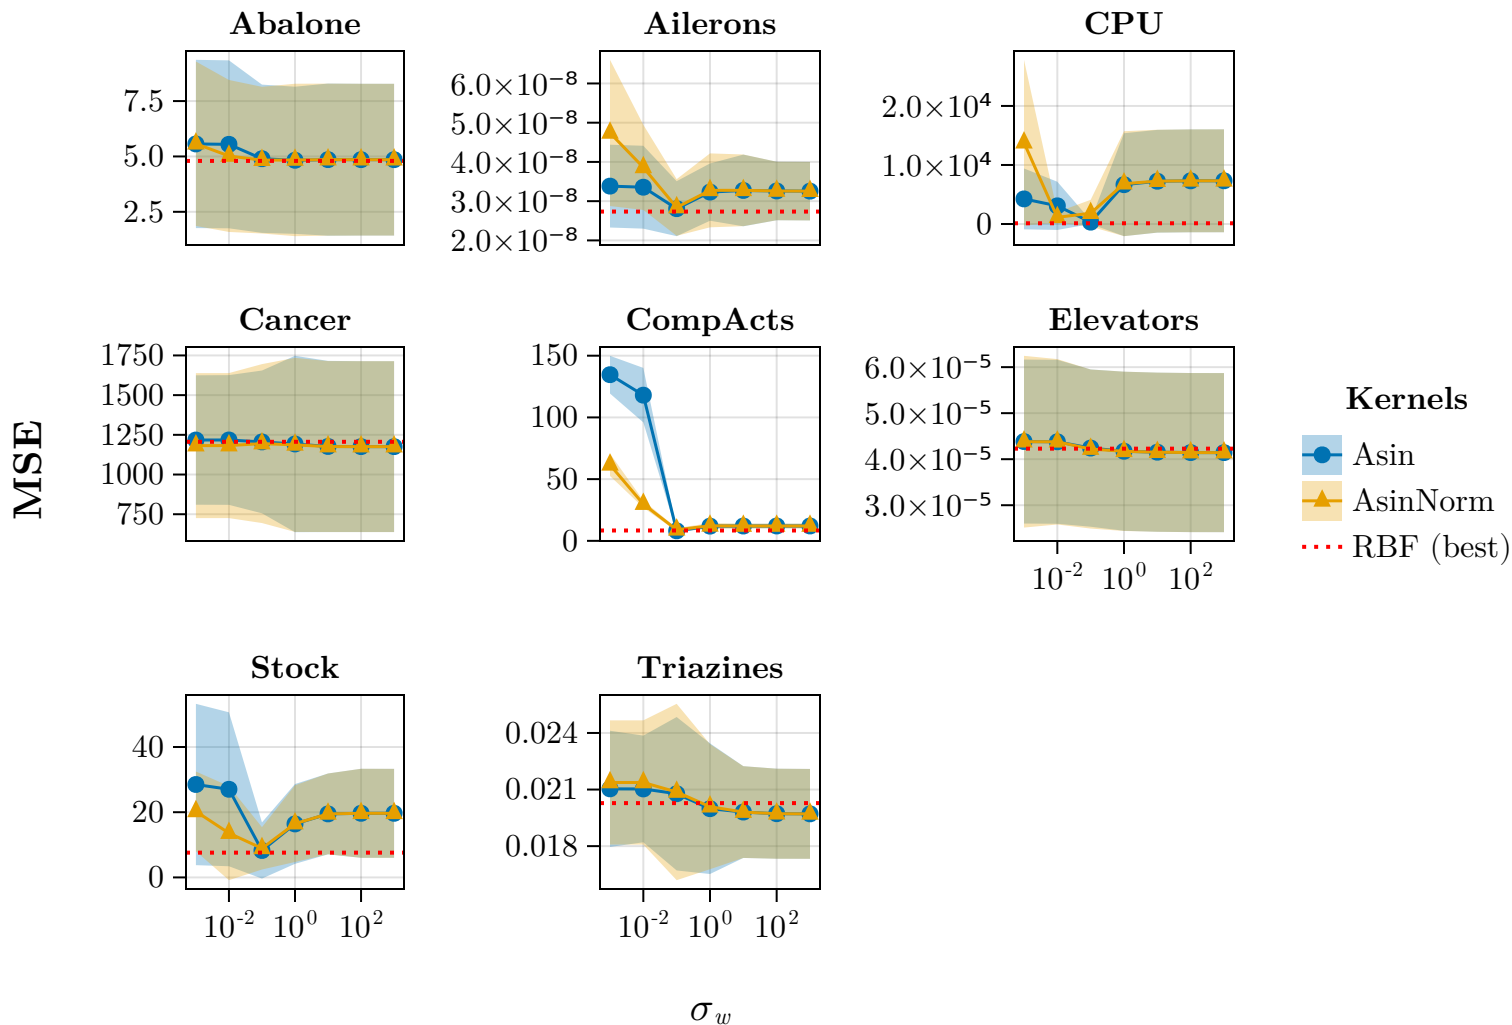 Abalone
7.5
5.0
2.5
Ailerons
6.0×10⁻⁸
5.0×10⁻⁸
4.0×10⁻⁸
3.0×10⁻⁸
2.0×10⁻⁸
CPU
2.0×10⁴
1.0×10⁴
0
Cancer
1750
1500
1250
1000
750
CompActs
150
100
50
0
Elevators
6.0×10⁻⁵
5.0×10⁻⁵
4.0×10⁻⁵
3.0×10⁻⁵
10⁻² 10⁰ 10²
Stock
40
20
0
10⁻² 10⁰ 10²
Triazines
0.024
0.021
0.018
10⁻² 10⁰ 10²
MSE
σ_w
Kernels
Asin
AsinNorm
RBF (best)